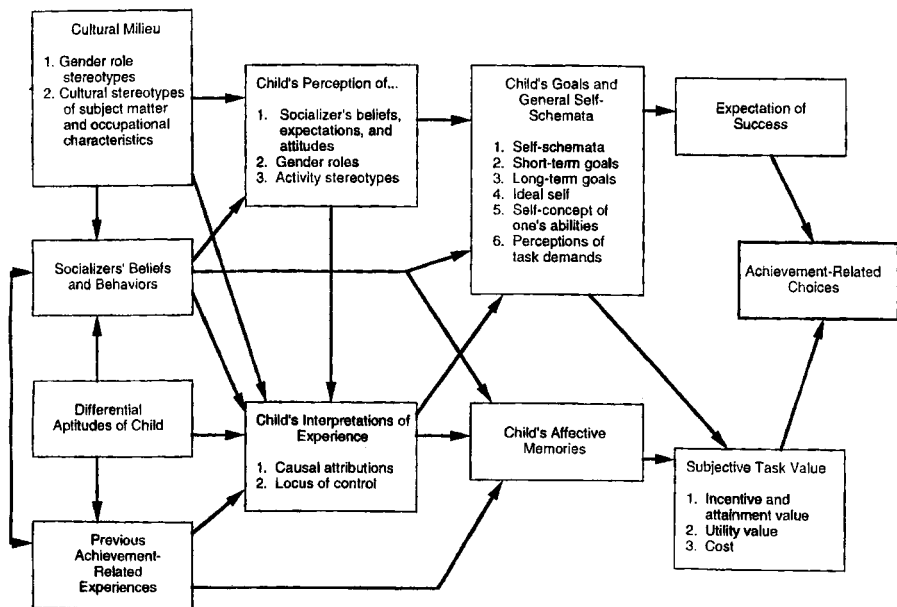 Cultural Milieu
1. Gender role
stereotypes
2. Cultural stereotypes
of subject matter
and occupational
characteristics
Child's Perception of...
1. Socializer's beliefs,
expectations, and
attitudes
2. Gender roles
3. Activity stereotypes
Child's Goals and
General Self-
Schemata
1. Self-schemata
2. Short-term goals
3. Long-term goals
4. Ideal self
5. Self-concept of
one's abilities
6. Perceptions of
task demands
Expectation of
Success
Socializers' Beliefs
and Behaviors
Achievement-Related
Choices
Differential
Aptitudes of Child
Child's Interpretations of
Experience
1. Causal attributions
2. Locus of control
Child's Affective
Memories
Subjective Task Value
1. Incentive and
attainment value
2. Utility value
3. Cost
Previous
Achievement-
Related
Experiences